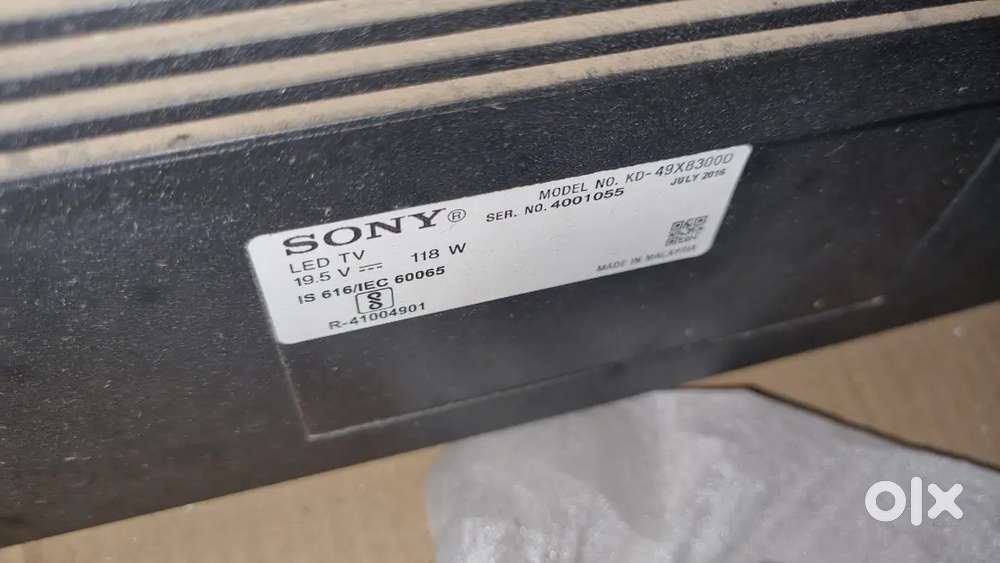 SONY®
MODEL NO. KD-49X8300D
LED TV
SER. NO. 4001055
JULY 2016
19.5 V ⎓ 118 W
IS 616/IEC 60065
MADE IN MALAYSIA
R-41004901
olx